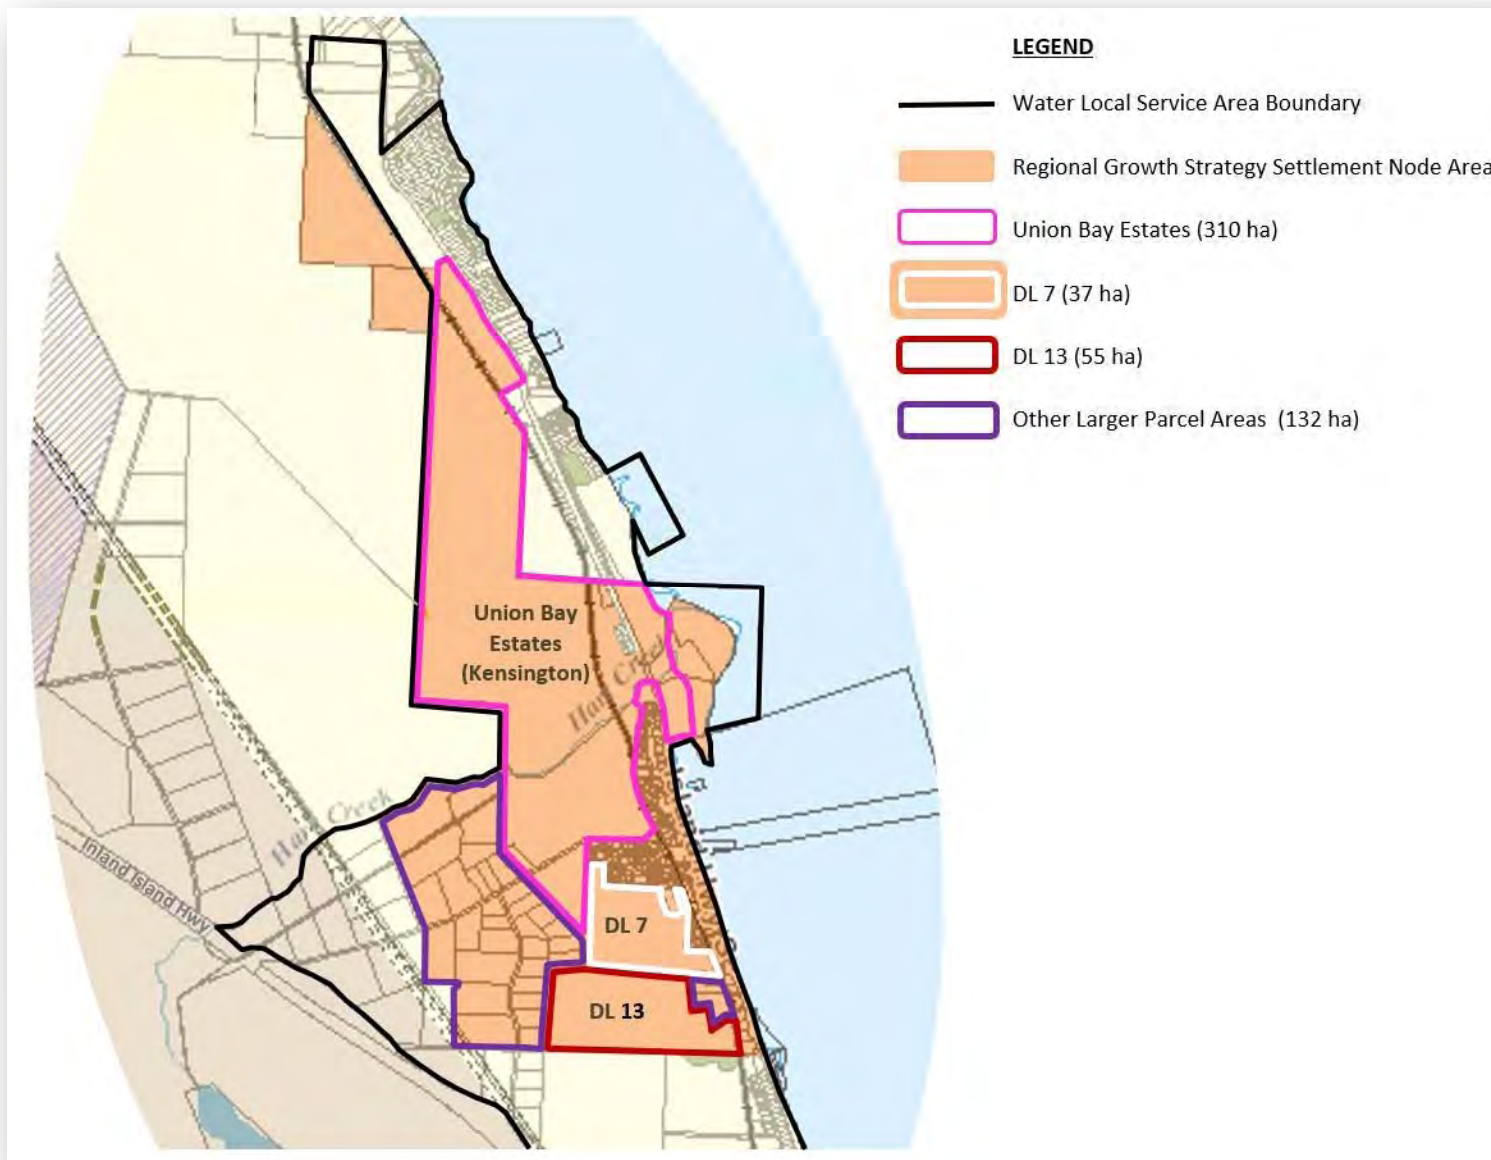 LEGEND
Water Local Service Area Boundary
Regional Growth Strategy Settlement Node Area
Union Bay Estates (310 ha)
DL 7 (37 ha)
DL 13 (55 ha)
Other Larger Parcel Areas (132 ha)
Union Bay
Estates
(Kensington)
Hart Creek
Hart Creek
Inland Island Hwy
DL 7
DL 13